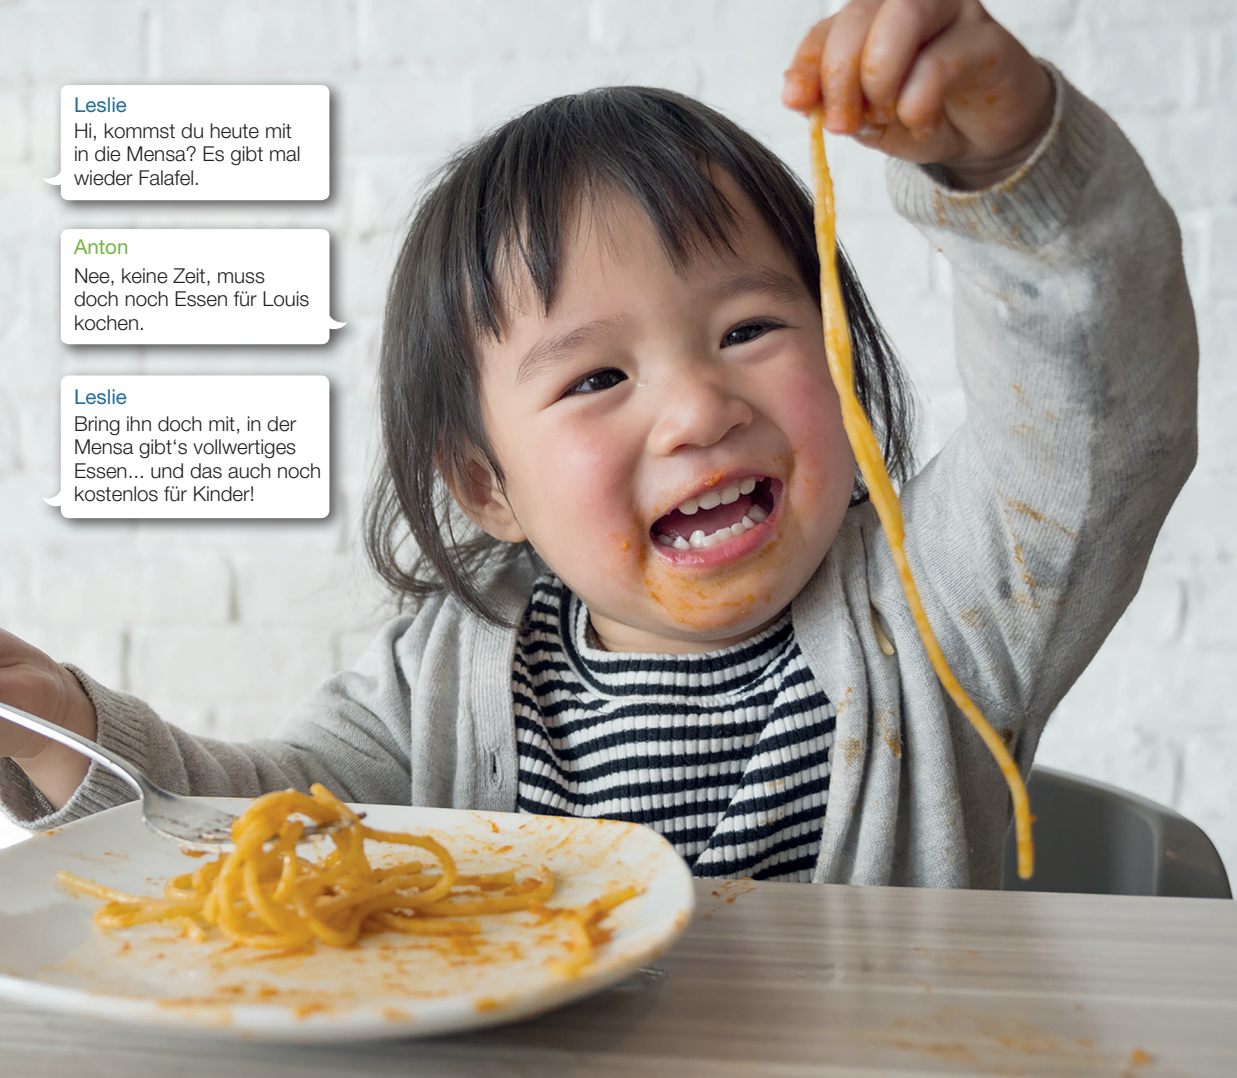 Leslie
Hi, kommst du heute mit
in die Mensa? Es gibt mal
wieder Falafel.
Anton
Nee, keine Zeit, muss
doch noch Essen für Louis
kochen.
Leslie
Bring ihn doch mit, in der
Mensa gibt‘s vollwertiges
Essen... und das auch noch
kostenlos für Kinder!